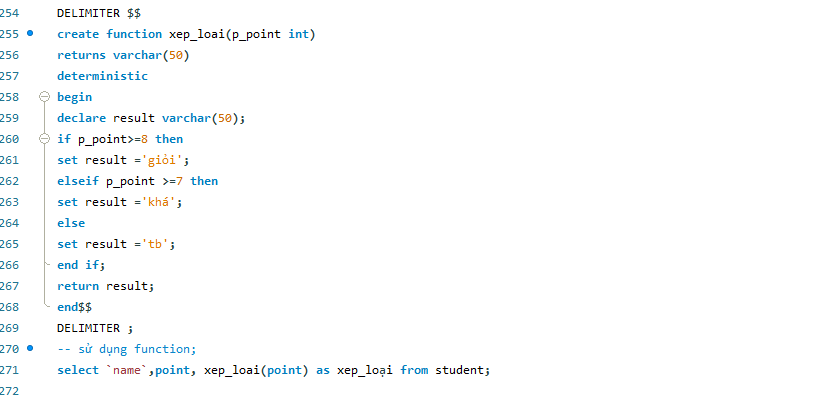 254 DELIMITER $$
255 create function xep_loai(p_point int)
256 returns varchar(50)
257 deterministic
258 begin
259 declare result varchar(50);
260 if p_point>=8 then
261 set result ='giỏi';
262 elseif p_point >=7 then
263 set result ='khá';
264 else
265 set result ='tb';
266 end if;
267 return result;
268 end$$
269 DELIMITER ;
270 -- sử dụng function;
271 select `name`,point, xep_loai(point) as xep_loại from student;
272